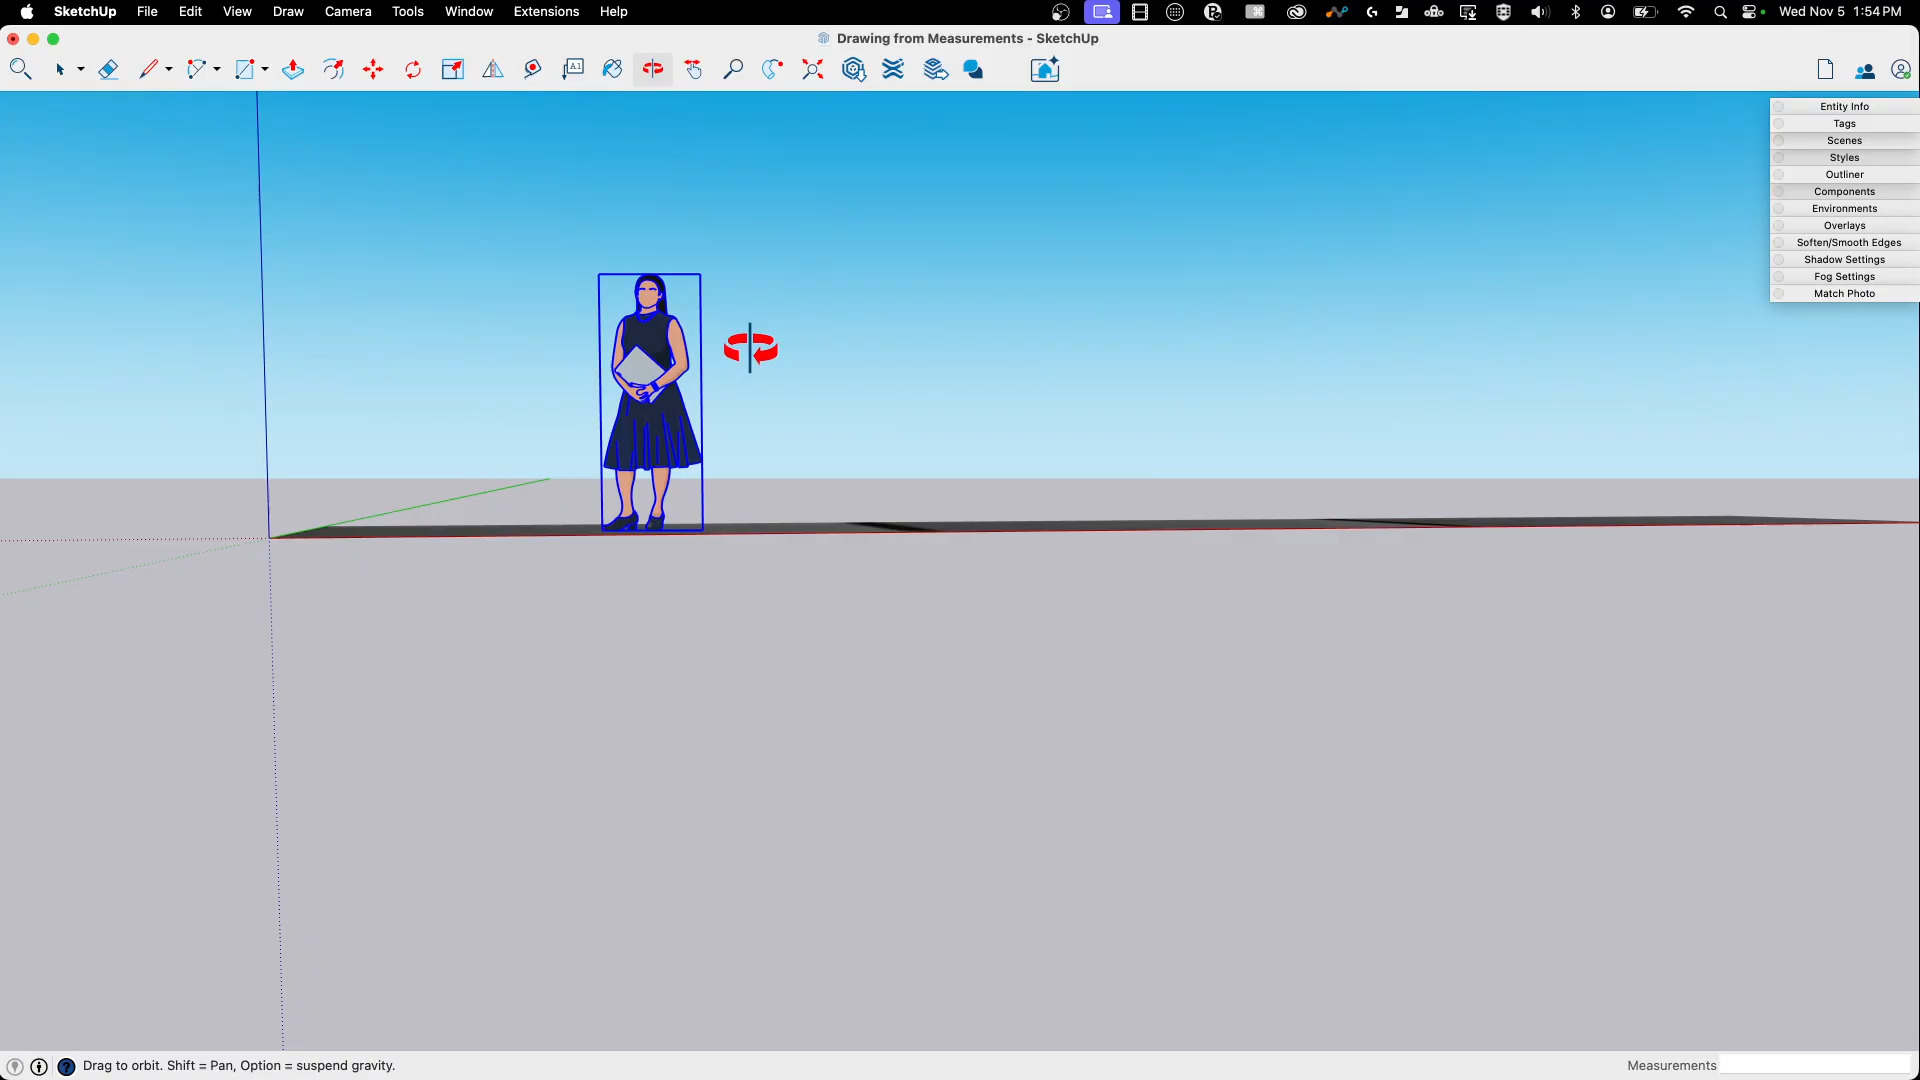 SketchUp File Edit View Draw Camera Tools Window Extensions Help Wed Nov 5 1:54 PM
Drawing from Measurements - SketchUp
A1
Entity Info
Tags
Scenes
Styles
Outliner
Components
Environments
Overlays
Soften/Smooth Edges
Shadow Settings
Fog Settings
Match Photo
Drag to orbit. Shift = Pan, Option = suspend gravity. Measurements